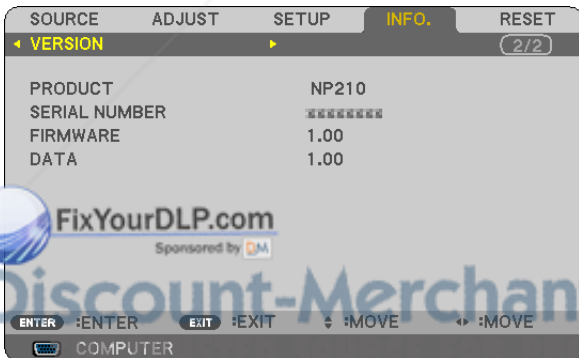 SOURCE ADJUST SETUP INFO. RESET
VERSION 2/2
PRODUCT NP210
SERIAL NUMBER
FIRMWARE 1.00
DATA 1.00
FixYourDLP.com
Sponsored by DM
Discount-Merchan
ENTER :ENTER EXIT :EXIT :MOVE :MOVE
COMPUTER